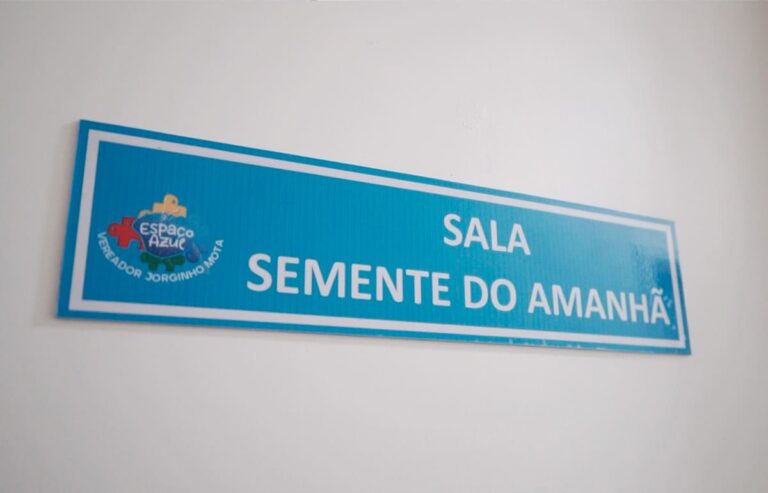 Espaço
Azul
VEREADOR JORGINHO MOTA
SALA
SEMENTE DO AMANHÃ